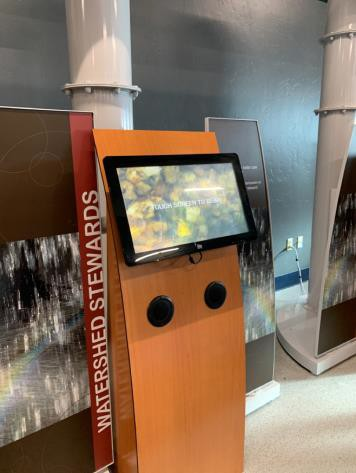 TOUCH SCREEN TO BEGIN
WATERSHED STEWARDS